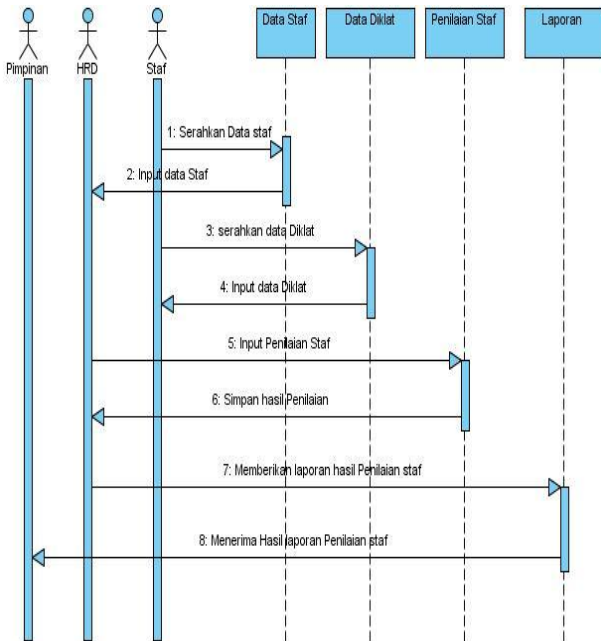 Data Staf
Data Diklat
Penilaian Staf
Laporan
Pimpinan
HRD
Staf
1: Serahkan Data staf
2: Input data Staf
3: serahkan data Diklat
4: Input data Diklat
5: Input Penilaian Staf
6: Simpan hasil Penilaian
7: Memberikan laporan hasil Penilaian staf
8: Menerima Hasil laporan Penilaian staf